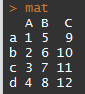 > mat
  A B  C
a 1 5  9
b 2 6 10
c 3 7 11
d 4 8 12